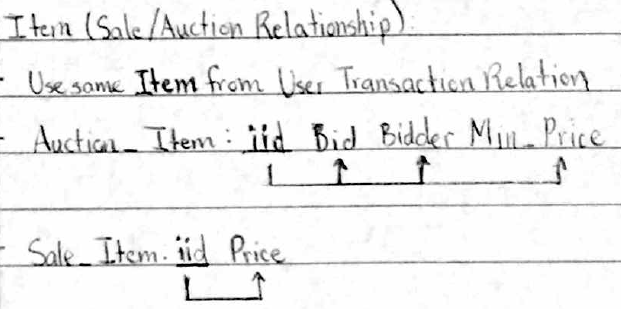 Item (Sale/Auction Relationship):
- Use same Item from User Transaction Relation
- Auction_Item: iid Bid Bidder Min_Price
- Sale_Item: iid Price